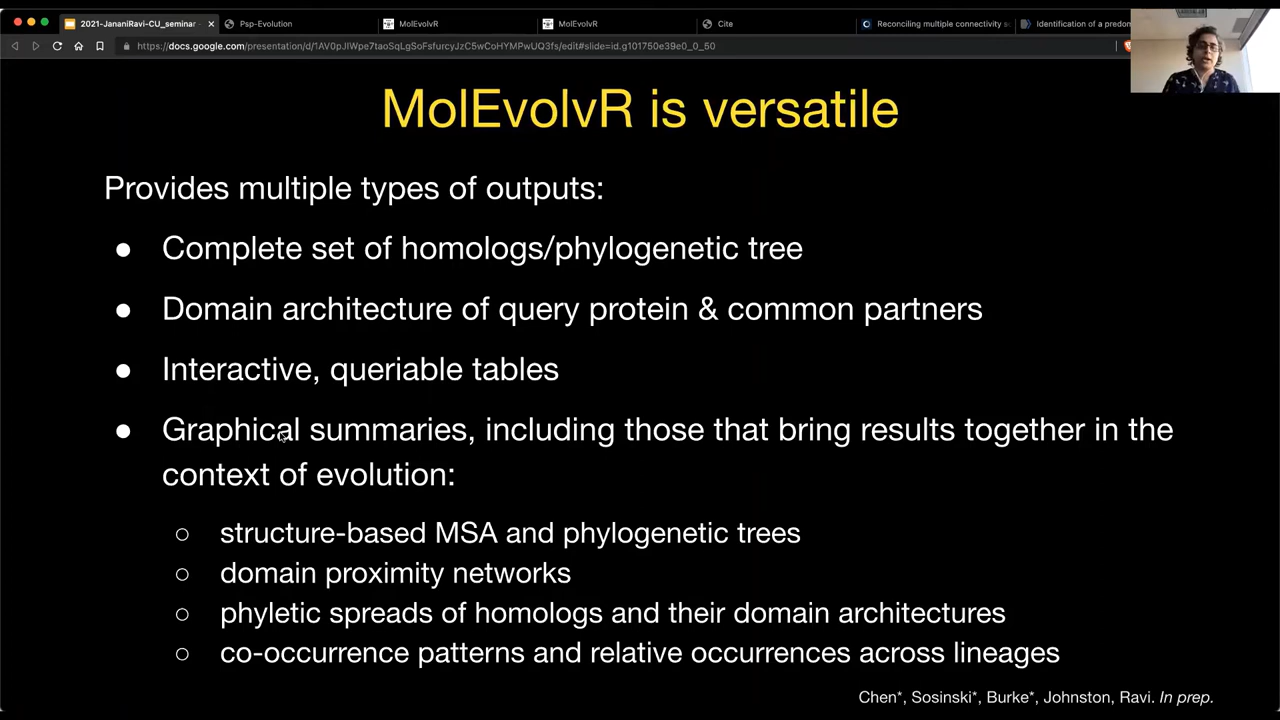 2021-JananiRavi-CU_seminar -
Psp-Evolution
MolEvolvR
MolEvolvR
Cite
Reconciling multiple connectivity s
Identification of a predom
https://docs.google.com/presentation/d/1AV0pJIWpe7taoSqLgSoFsfurcyJzC5wCoHYMPwUQ3fs/edit#slide=id.g101750e39e0_0_50
MolEvolvR is versatile
Provides multiple types of outputs:
● Complete set of homologs/phylogenetic tree
● Domain architecture of query protein & common partners
● Interactive, queriable tables
● Graphical summaries, including those that bring results together in the
context of evolution:
○ structure-based MSA and phylogenetic trees
○ domain proximity networks
○ phyletic spreads of homologs and their domain architectures
○ co-occurrence patterns and relative occurrences across lineages
Chen*, Sosinski*, Burke*, Johnston, Ravi. In prep.